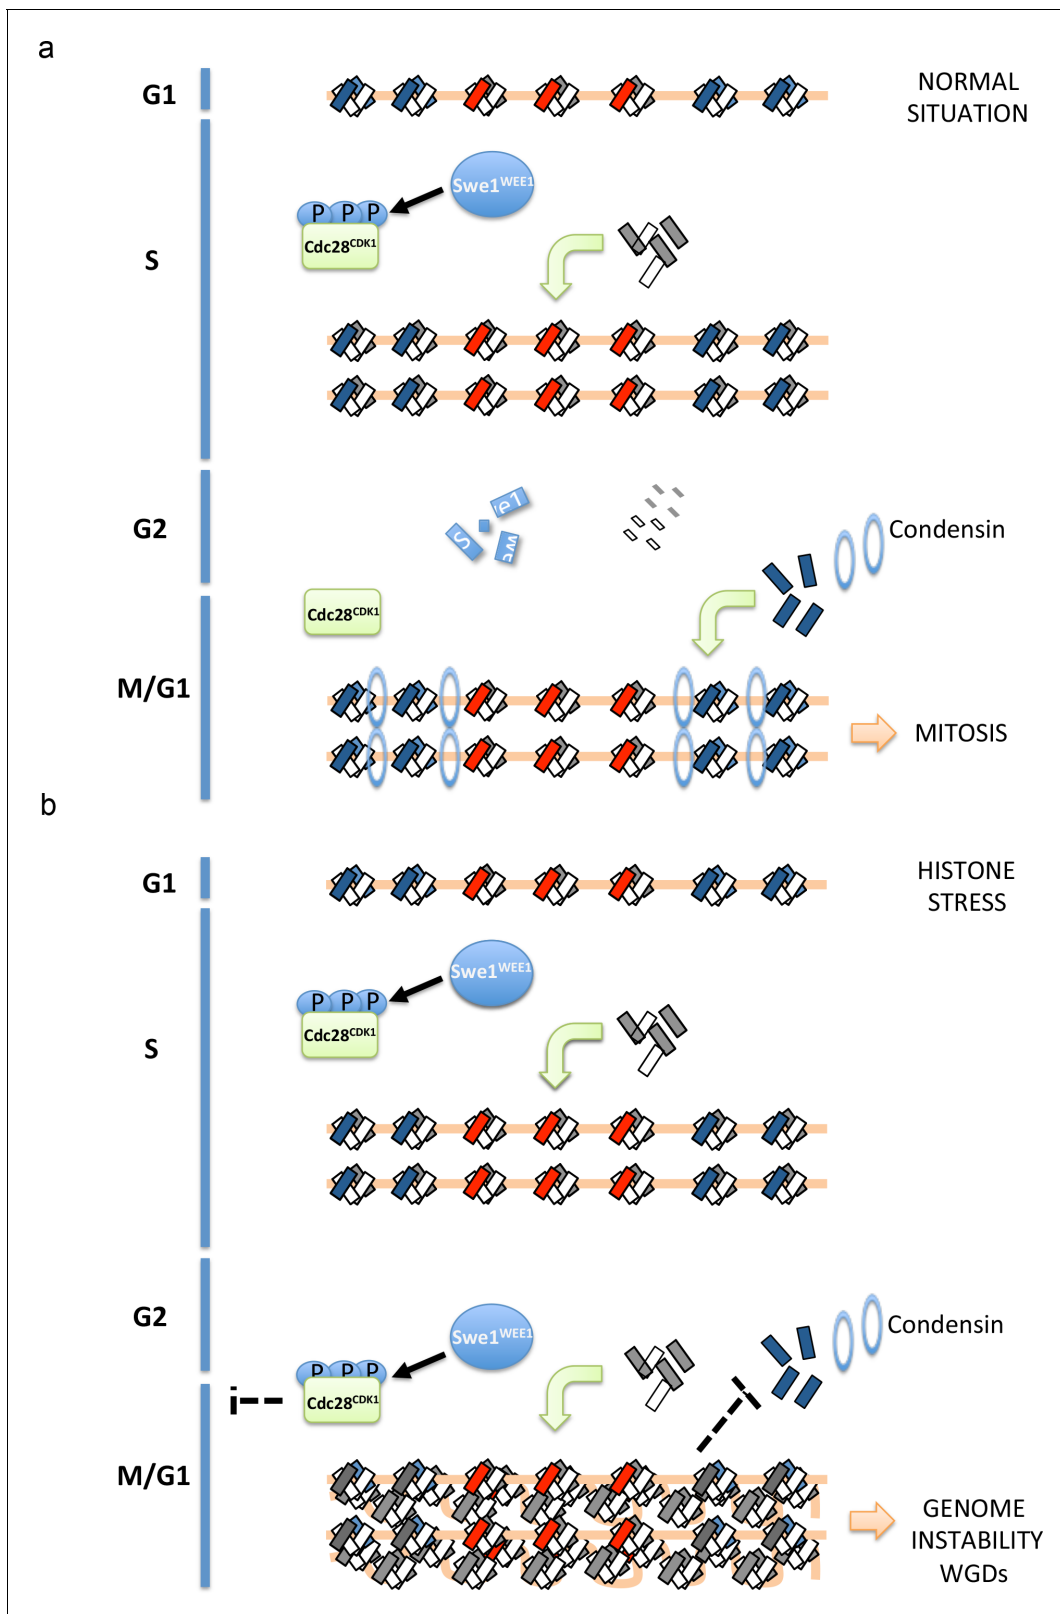 a
G1
NORMAL
SITUATION
Swe1WEE1
P P P
Cdc28CDK1
S
G2
S
we1
Condensin
Cdc28CDK1
M/G1
MITOSIS
b
G1
HISTONE
STRESS
Swe1WEE1
P P P
Cdc28CDK1
S
G2
Swe1WEE1
Condensin
P P P
Cdc28CDK1
M/G1
GENOME
INSTABILITY
WGDs